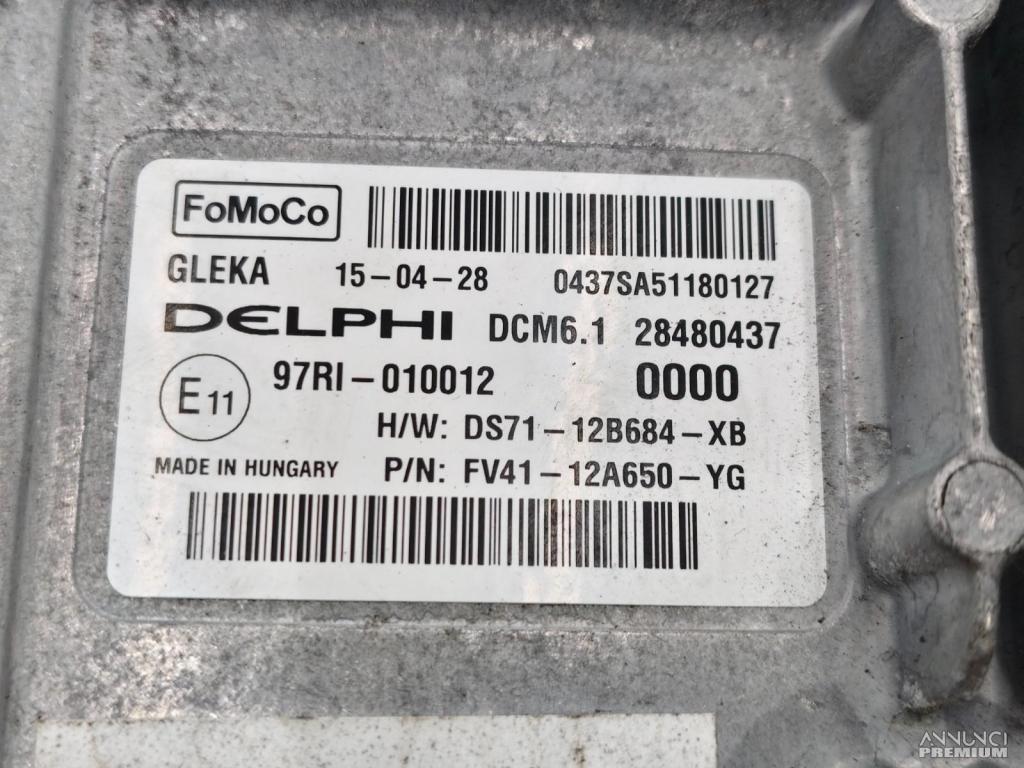 FoMoCo
GLEKA 15-04-28 0437SA51180127
DELPHI DCM6.1 28480437
E11 97RI-010012 0000
H/W: DS71-12B684-XB
MADE IN HUNGARY P/N: FV41-12A650-YG
ANNUNCI
PREMIUM